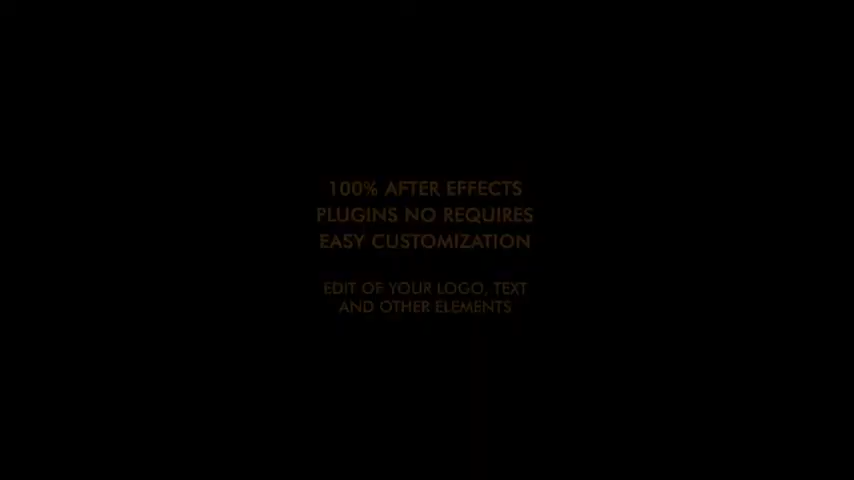 100% AFTER EFFECTS
PLUGINS NO REQUIRES
EASY CUSTOMIZATION
EDIT OF YOUR LOGO, TEXT
AND OTHER ELEMENTS